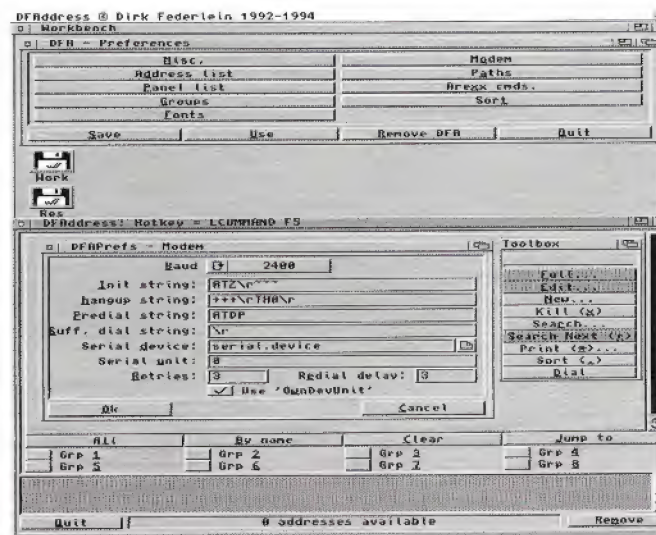 DFAddress © Dirk Federlein 1992-1994
Workbench
DFA - Preferences
Misc.
Modem
Address list
Paths
Panel list
Arexx cmds.
Groups
Sort
Fonts
Save
Use
Remove DFA
Quit
Work
Res
DFAddress: Hotkey = LCOMMAND F5
DFAPrefs - Modem
Toolbox
Baud
2400
Init string:
ATZ\r~~~
hangup string:
+++\rTH0\r
Predial string:
ATDP
Suff. dial string:
\r
Serial device:
serial.device
Serial unit:
0
Retries:
3
Redial delay:
3
Use 'OwnDevUnit'
Ok
Cancel
Edit...
New...
Kill (x)
Search...
Search Next
Print
Sort
Dial
All
By name
Clear
Jump to
Grp 1
Grp 2
Grp 3
Grp 4
Grp 5
Grp 6
Grp 7
Grp 8
Quit
0 addresses available
Remove